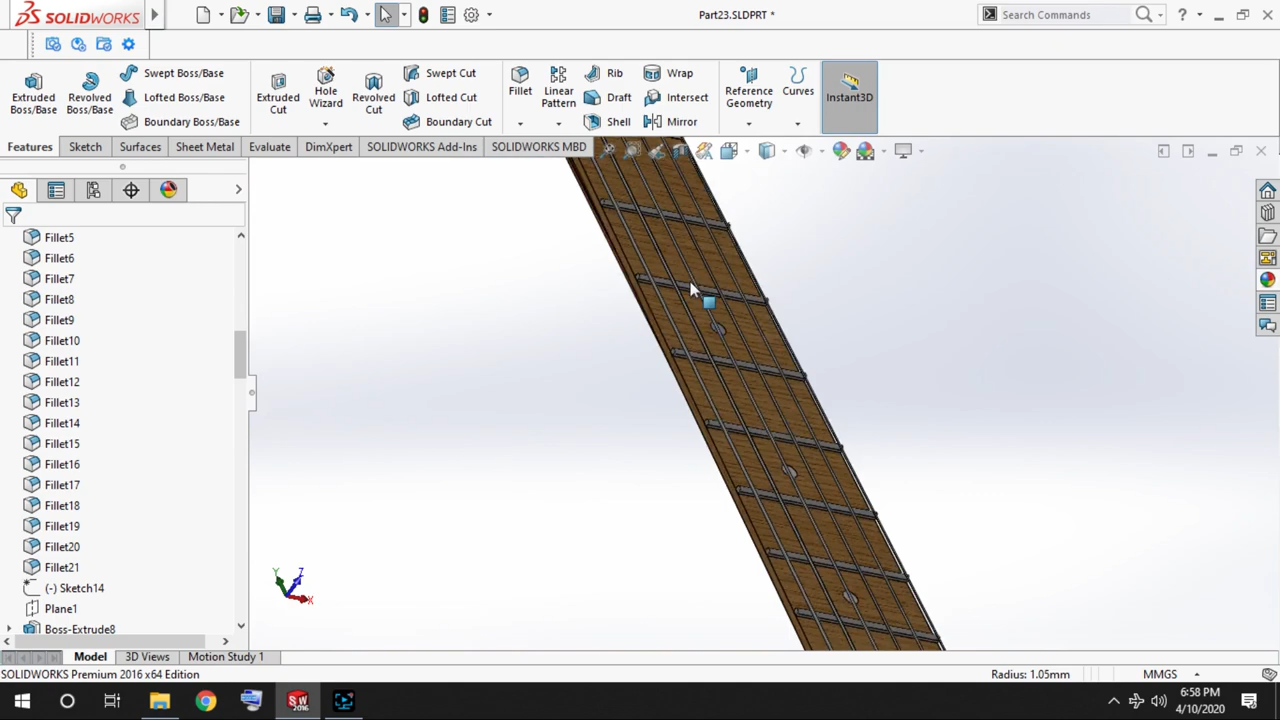 SOLIDWORKS
Part23.SLDPRT *
Search Commands
Extruded Boss/Base
Revolved Boss/Base
Swept Boss/Base
Lofted Boss/Base
Boundary Boss/Base
Extruded Cut
Hole Wizard
Revolved Cut
Swept Cut
Lofted Cut
Boundary Cut
Fillet
Linear Pattern
Rib
Draft
Shell
Wrap
Intersect
Mirror
Reference Geometry
Curves
Instant3D
Features
Sketch
Surfaces
Sheet Metal
Evaluate
DimXpert
SOLIDWORKS Add-Ins
SOLIDWORKS MBD
Fillet5
Fillet6
Fillet7
Fillet8
Fillet9
Fillet10
Fillet11
Fillet12
Fillet13
Fillet14
Fillet15
Fillet16
Fillet17
Fillet18
Fillet19
Fillet20
Fillet21
(-) Sketch14
Plane1
Boss-Extrude8
Y
Z
X
Model
3D Views
Motion Study 1
SOLIDWORKS Premium 2016 x64 Edition
Radius: 1.05mm
MMGS
SW
2016
6:58 PM
4/10/2020